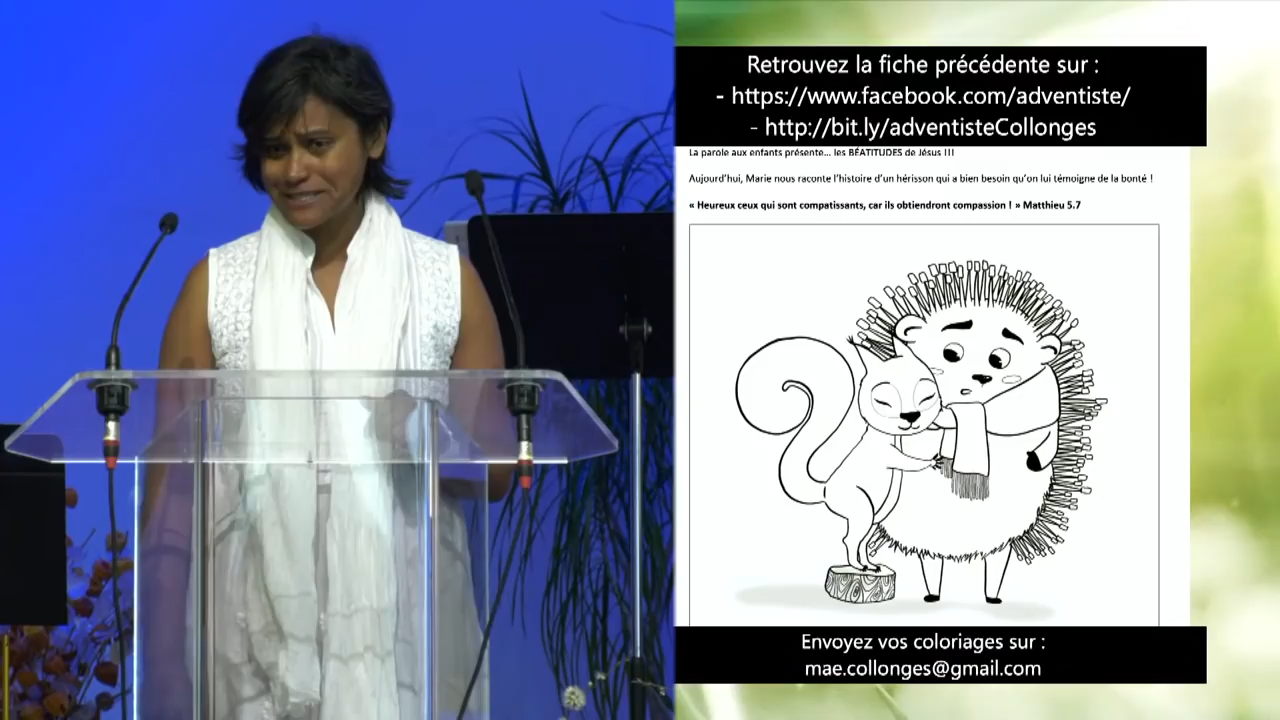 Retrouvez la fiche précédente sur :
- https://www.facebook.com/adventiste/
- http://bit.ly/adventisteCollonges
La parole aux enfants présente... les BÉATITUDES de Jésus !!!
Aujourd'hui, Marie nous raconte l'histoire d'un hérisson qui a bien besoin qu'on lui témoigne de la bonté !
« Heureux ceux qui sont compatissants, car ils obtiendront compassion ! » Matthieu 5.7
Envoyez vos coloriages sur :
mae.collonges@gmail.com